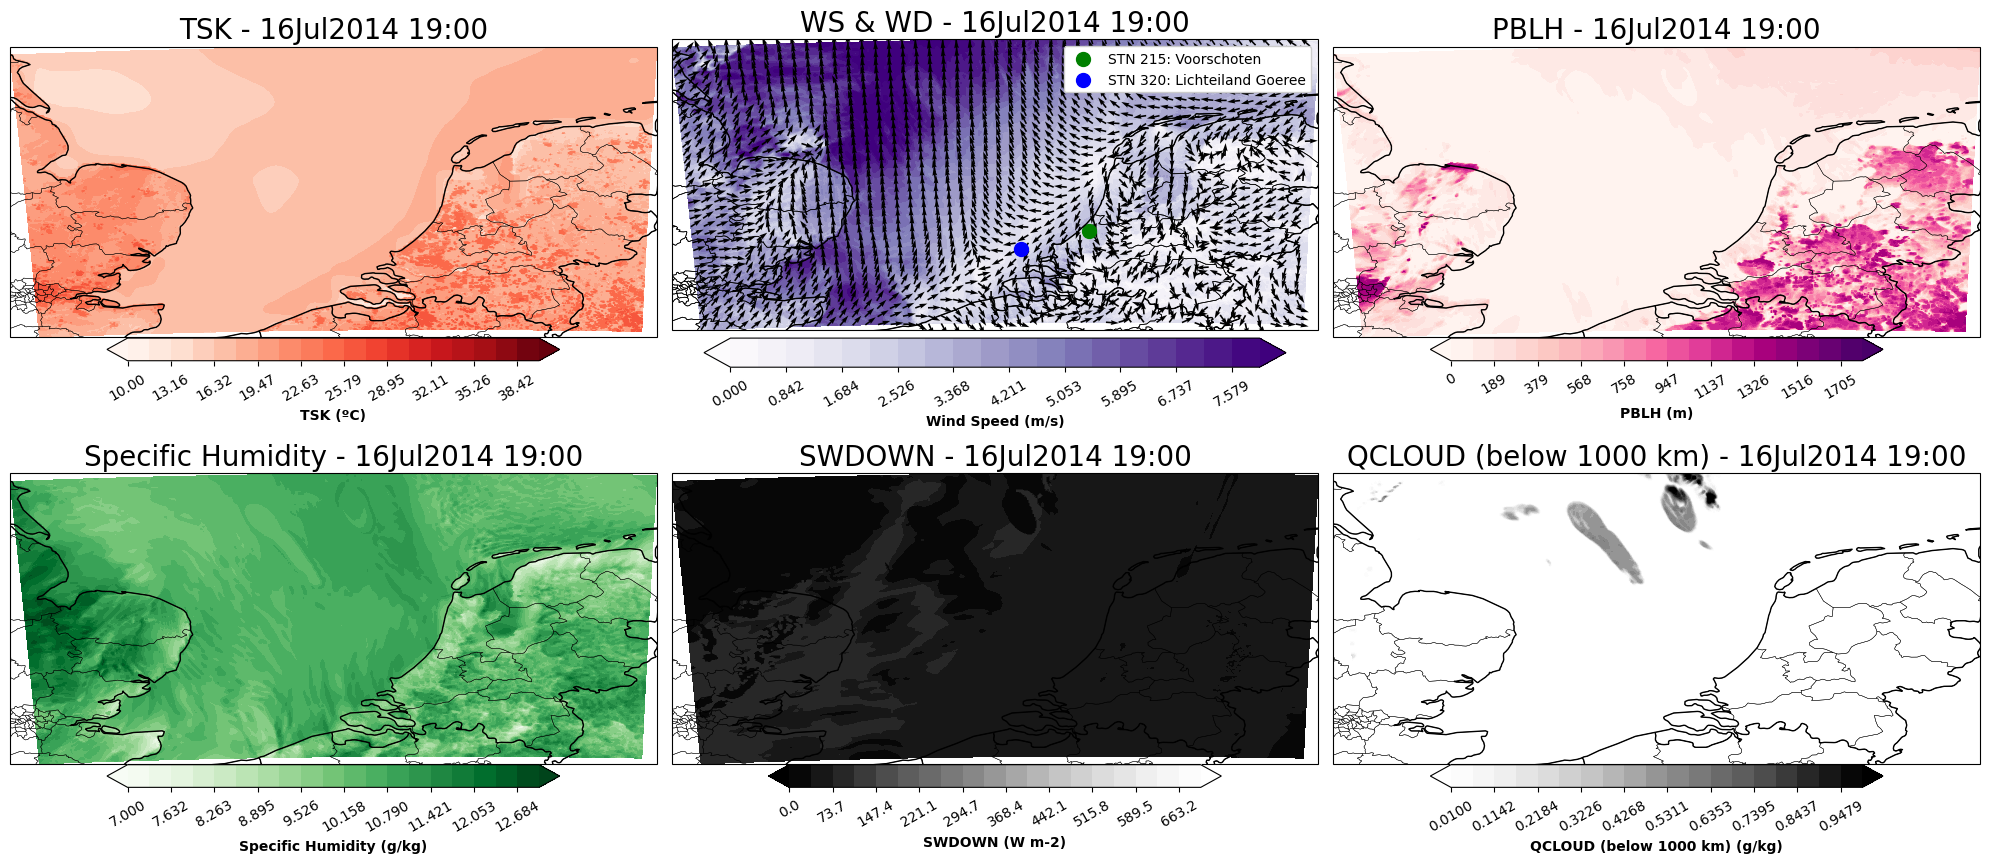 TSK - 16Jul2014 19:00
10.00 13.16 16.32 19.47 22.63 25.79 28.95 32.11 35.26 38.42
TSK (ºC)
WS & WD - 16Jul2014 19:00
STN 215: Voorschoten
STN 320: Lichteiland Goeree
0.000 0.842 1.684 2.526 3.368 4.211 5.053 5.895 6.737 7.579
Wind Speed (m/s)
PBLH - 16Jul2014 19:00
0 189 379 568 758 947 1137 1326 1516 1705
PBLH (m)
Specific Humidity - 16Jul2014 19:00
7.000 7.632 8.263 8.895 9.526 10.158 10.790 11.421 12.053 12.684
Specific Humidity (g/kg)
SWDOWN - 16Jul2014 19:00
0.0 73.7 147.4 221.1 294.7 368.4 442.1 515.8 589.5 663.2
SWDOWN (W m-2)
QCLOUD (below 1000 km) - 16Jul2014 19:00
0.0100 0.1142 0.2184 0.3226 0.4268 0.5311 0.6353 0.7395 0.8437 0.9479
QCLOUD (below 1000 km) (g/kg)